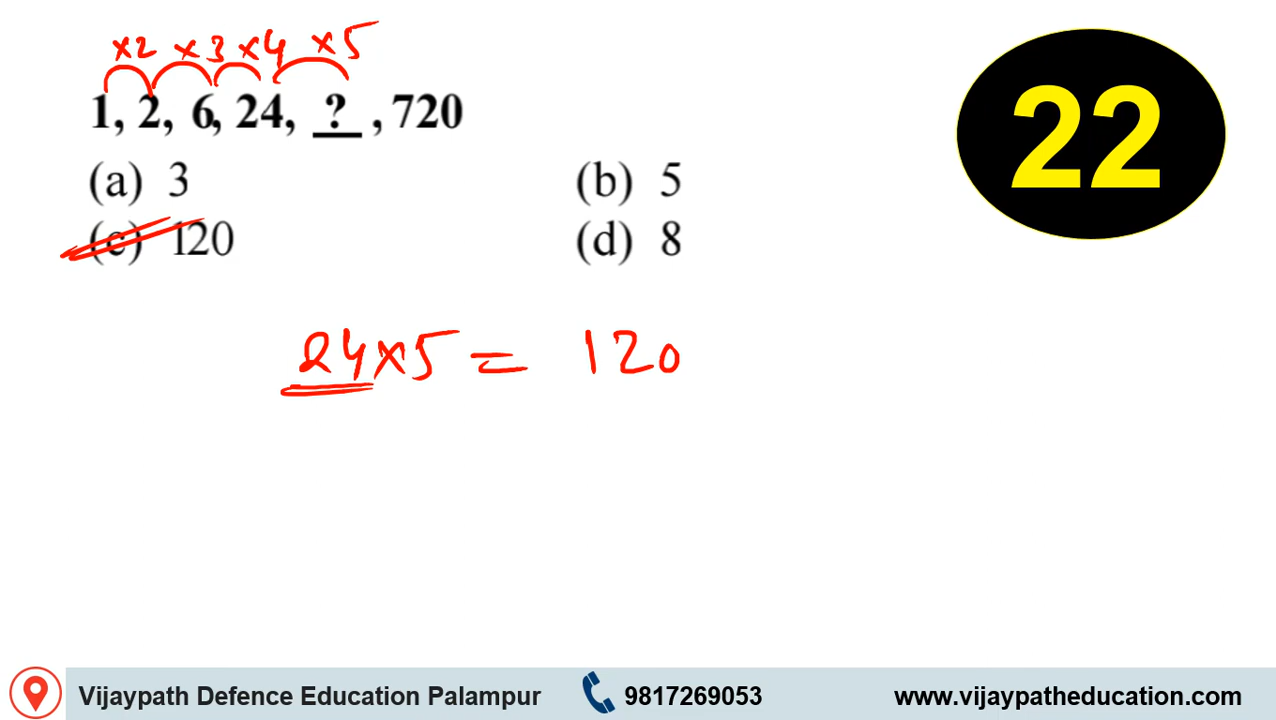 ×2 ×3 ×4 ×5
1, 2, 6, 24, ? , 720
22
(a) 3 (b) 5
(c) 120 (d) 8
24×5 = 120
Vijaypath Defence Education Palampur 9817269053 www.vijaypatheducation.com